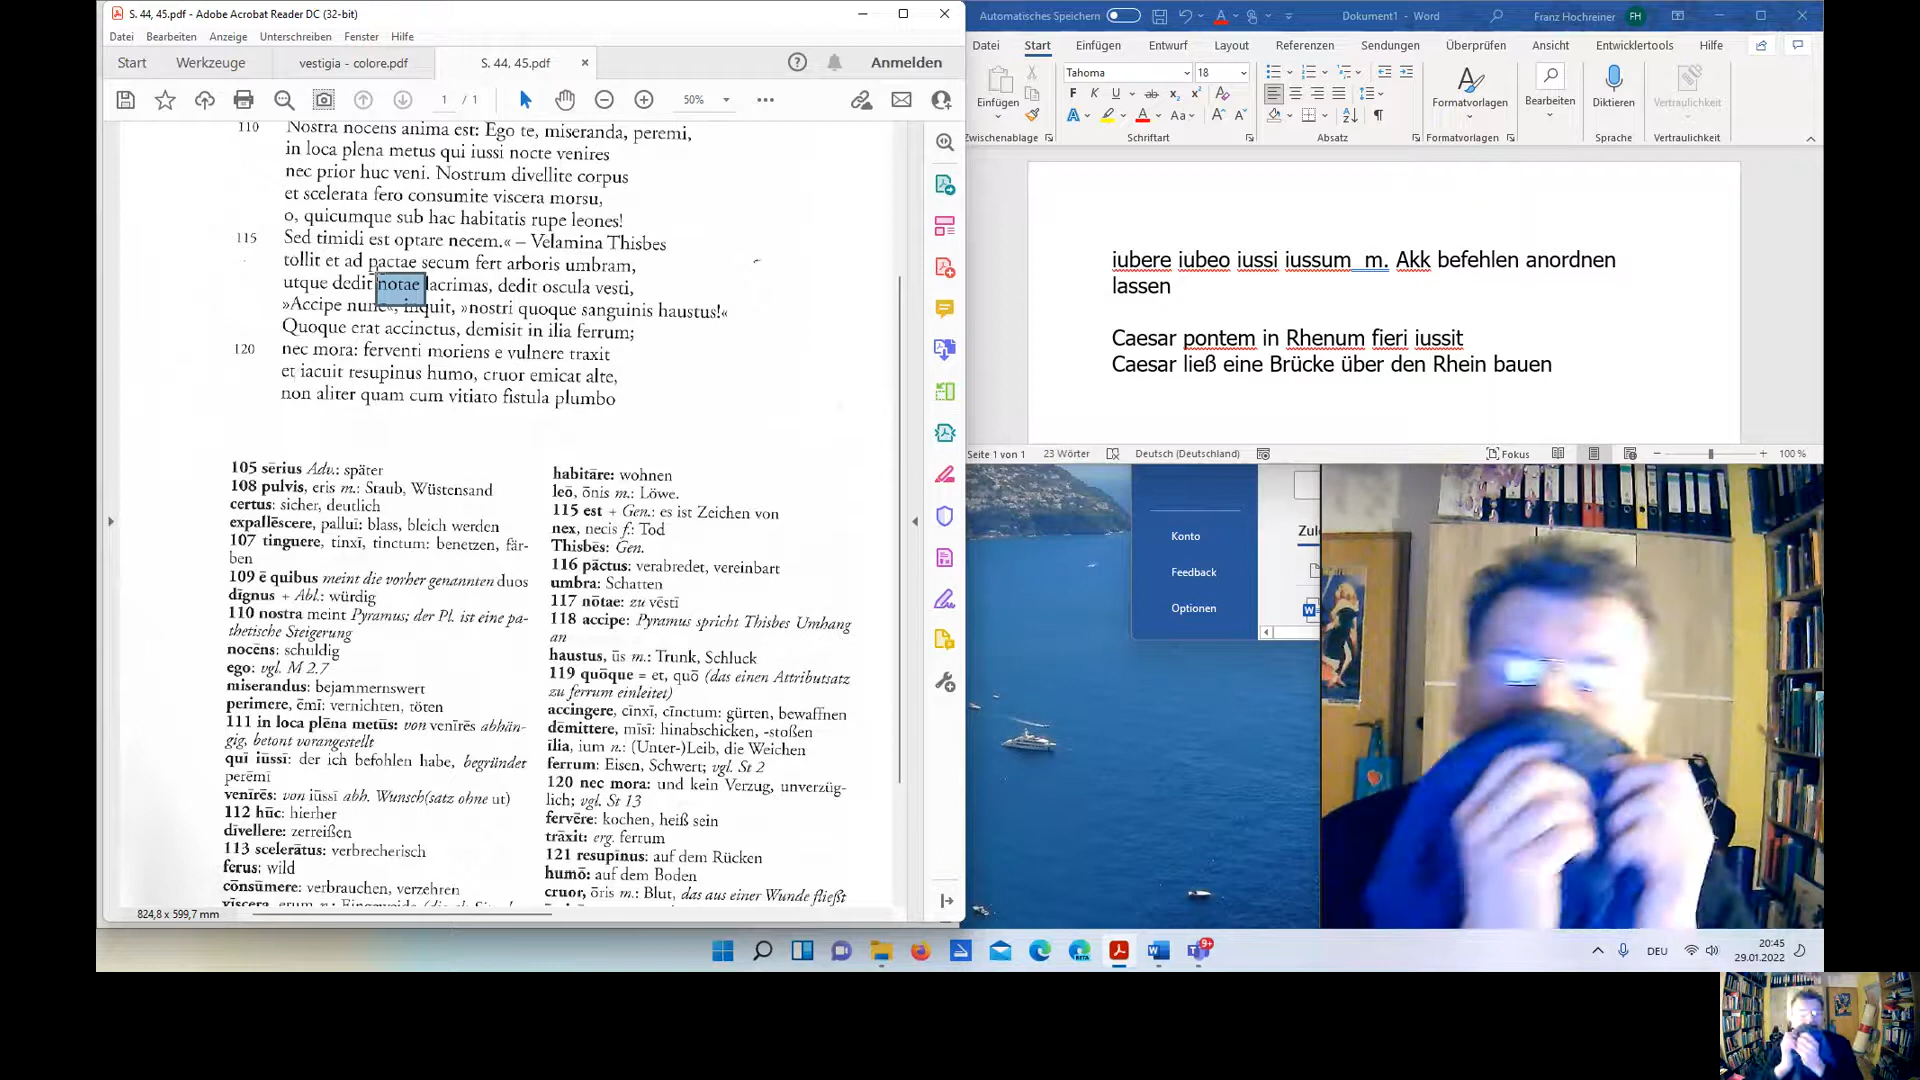 S. 44, 45.pdf - Adobe Acrobat Reader DC (32-bit)
Datei Bearbeiten Anzeige Unterschreiben Fenster Hilfe
Start Werkzeuge vestigia - colore.pdf S. 44, 45.pdf Anmelden
1 / 1 50%
110 Nostra nocens anima est: Ego te, miseranda, peremi,
in loca plena metus qui iussi nocte venires
nec prior huc veni. Nostrum divellite corpus
et scelerata fero consumite viscera morsu,
o, quicumque sub hac habitatis rupe leones!
115 Sed timidi est optare necem.« – Velamina Thisbes
tollit et ad pactae secum fert arboris umbram,
utque dedit notae lacrimas, dedit oscula vesti,
»Accipe nunc«, inquit, »nostri quoque sanguinis haustus!«
Quoque erat accinctus, demisit in ilia ferrum;
120 nec mora: ferventi moriens e vulnere traxit
et iacuit resupinus humo, cruor emicat alte,
non aliter quam cum vitiato fistula plumbo
105 sērius Adv.: später
108 pulvis, eris m.: Staub, Wüstensand
certus: sicher, deutlich
expallēscere, palluī: blass, bleich werden
107 tinguere, tīnxī, tīnctum: benetzen, fär-
ben
109 ē quibus meint die vorher genannten duos
dīgnus + Abl.: würdig
110 nostra meint Pyramus; der Pl. ist eine pa-
thetische Steigerung
nocēns: schuldig
ego: vgl. M 2.7
miserandus: bejammernswert
perimere, ēmī: vernichten, töten
111 in loca plēna metūs: von venīrēs abhän-
gig, betont vorangestellt
quī iūssī: der ich befohlen habe, begründet
perēmī
venīrēs: von iūssī abh. Wunsch(satz ohne ut)
112 hūc: hierher
dīvellere: zerreißen
113 scelerātus: verbrecherisch
ferus: wild
cōnsūmere: verbrauchen, verzehren
habitāre: wohnen
leō, ōnis m.: Löwe.
115 est + Gen.: es ist Zeichen von
nex, necis f.: Tod
Thisbēs: Gen.
116 pāctus: verabredet, vereinbart
umbra: Schatten
117 nōtae: zu vēstī
118 accipe: Pyramus spricht Thisbes Umhang
an
haustus, ūs m.: Trunk, Schluck
119 quōque = et, quō (das einen Attributsatz
zu ferrum einleitet)
accingere, cīnxī, cīnctum: gürten, bewaffnen
dēmittere, mīsī: hinabschicken, -stoßen
īlia, ium n.: (Unter-)Leib, die Weichen
ferrum: Eisen, Schwert; vgl. St 2
120 nec mora: und kein Verzug, unverzüg-
lich; vgl. St 13
fervēre: kochen, heiß sein
trāxit: erg. ferrum
121 resupīnus: auf dem Rücken
humō: auf dem Boden
cruor, ōris m.: Blut, das aus einer Wunde fließt
824,8 x 599,7 mm
Automatisches Speichern Dokument1 - Word Franz Hochreiner FH
Datei Start Einfügen Entwurf Layout Referenzen Sendungen Überprüfen Ansicht Entwicklertools Hilfe
Tahoma 18
Einfügen Formatvorlagen Bearbeiten Diktieren Vertraulichkeit
Zwischenablage Schriftart Absatz Formatvorlagen Sprache Vertraulichkeit
iubere iubeo iussi iussum m. Akk befehlen anordnen
lassen
Caesar pontem in Rhenum fieri iussit
Caesar ließ eine Brücke über den Rhein bauen
Seite 1 von 1 23 Wörter Deutsch (Deutschland) Fokus 100 %
Konto
Feedback
Optionen
9+
DEU
20:45
29.01.2022